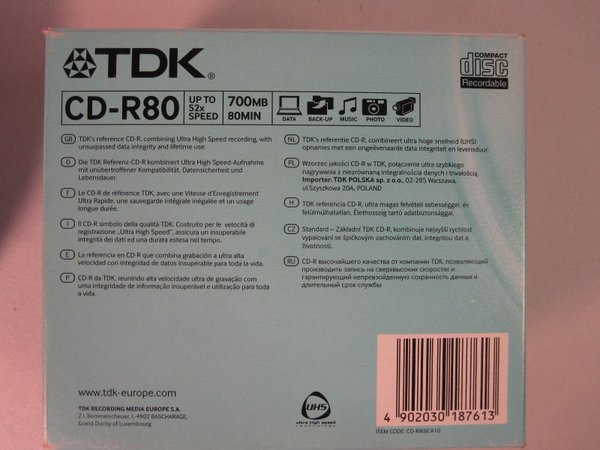 TDK®
COMPACT
disc
Recordable
CD-R80
UP TO
52x
SPEED
700MB
80MIN
DATA BACK-UP MUSIC PHOTO VIDEO
GB TDK's reference CD-R, combining Ultra High Speed recording, with
unsurpassed data integrity and lifetime use.
D Die TDK Referenz-CD-R kombiniert Ultra High Speed-Aufnahme
mit unübertroffener Kompatibilität, Datensicherheit und
Lebensdauer.
F Le CD-R de référence TDK, avec une Vitesse d'Enregistrement
Ultra Rapide, une sauvegarde intégrale inégalée et un usage
longue durée.
I Il CD-R simbolo della qualità TDK. Costruito per le velocità di
registrazione „Ultra High Speed", assicura un insuperabile
integrità dei dati ed una durata estesa nel tempo.
E La referencia en CD-R que combina grabación a ultra alta
velocidad con integridad de datos insuperable para toda la vida.
P CD-R da TDK, reunindo alta velocidade ultra de gravação com
uma integridade de informação insuperável e utilização para toda
a vida.
NL TDK's referentie CD-R, combineert ultra hoge snelheid (UHS)
opnames met een ongeëvenaarde data integriteit en levensduur.
PL Wzorzec jakości CD-R w TDK, połączenie ultra szybkiego
nagrywania z niezrównaną integralnością danych i trwałością.
Importer: TDK POLSKA sp. z o.o., 02-285 Warszawa,
ul.Szyszkowa 20A, POLAND
H TDK referencia CD-R, ultra magas felvételi sebességgel, és
felülmúlhatatlan, Élethosszig tartó adatbiztonsággal.
CZ Standard – Základní TDK CD-R, kombinuje nejvyšší rychlost
vypalování se špičkovým zachováním dat, integritou dat a
životností.
RU CD-R высочайшего качества от компании TDK, позволяющий
производить запись на сверхвысоких скоростях и
гарантирующий непревзойденную сохранность данных и
длительный срок службы
www.tdk-europe.com
TDK RECORDING MEDIA EUROPE S.A.
Z.I. Bommelscheuer, L-4902 BASCHARAGE,
Grand Duchy of Luxembourg
UHS
ultra high speed
technology
4 902030 187613
ITEM CODE: CD-R80JCA10